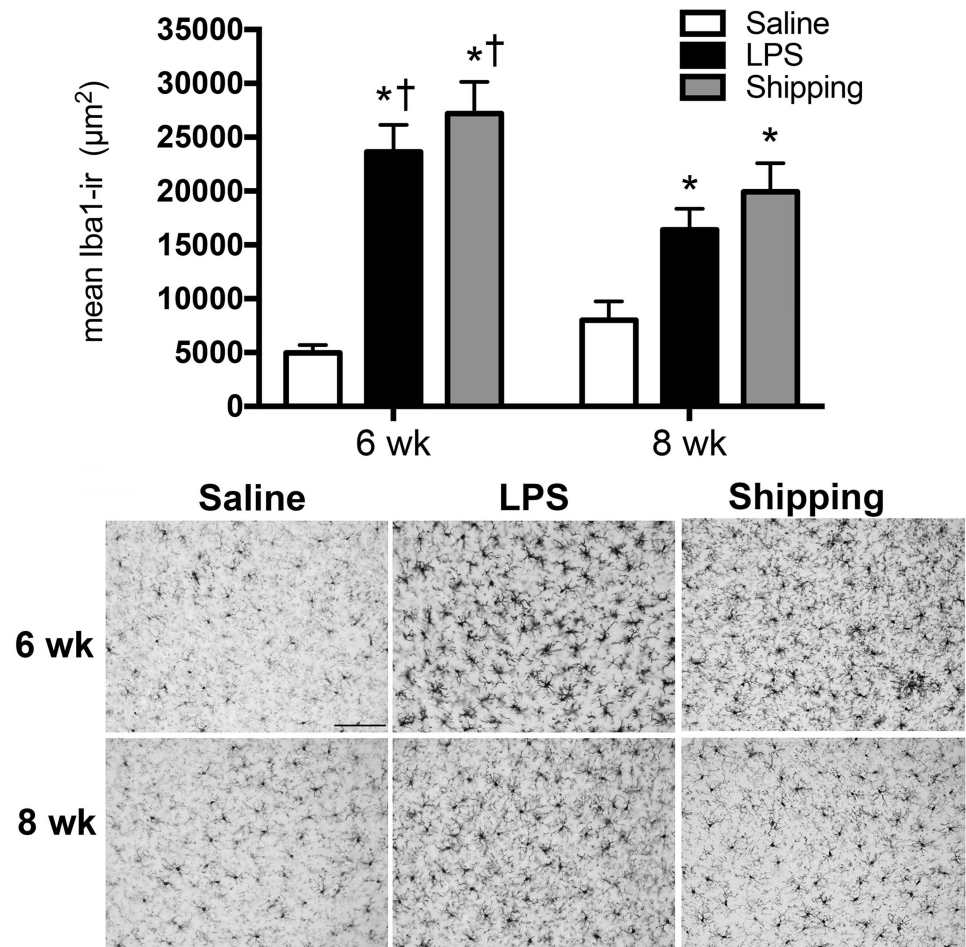 mean Iba1-ir (µm²)
35000
30000
25000
20000
15000
10000
5000
0
Saline
LPS
Shipping
*†
*†
*
*
6 wk
8 wk
Saline
LPS
Shipping
6 wk
8 wk